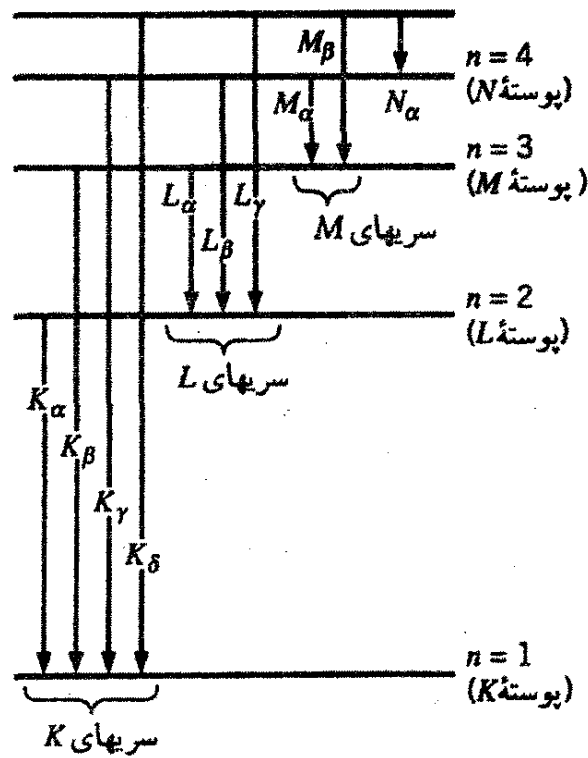 M_β
n = 4
(پوستهٔ N)
M_α
N_α
n = 3
(پوستهٔ M)
L_α
L_β
L_γ
سریهای M
n = 2
(پوستهٔ L)
سریهای L
K_α
K_β
K_γ
K_δ
n = 1
(پوستهٔ K)
سریهای K